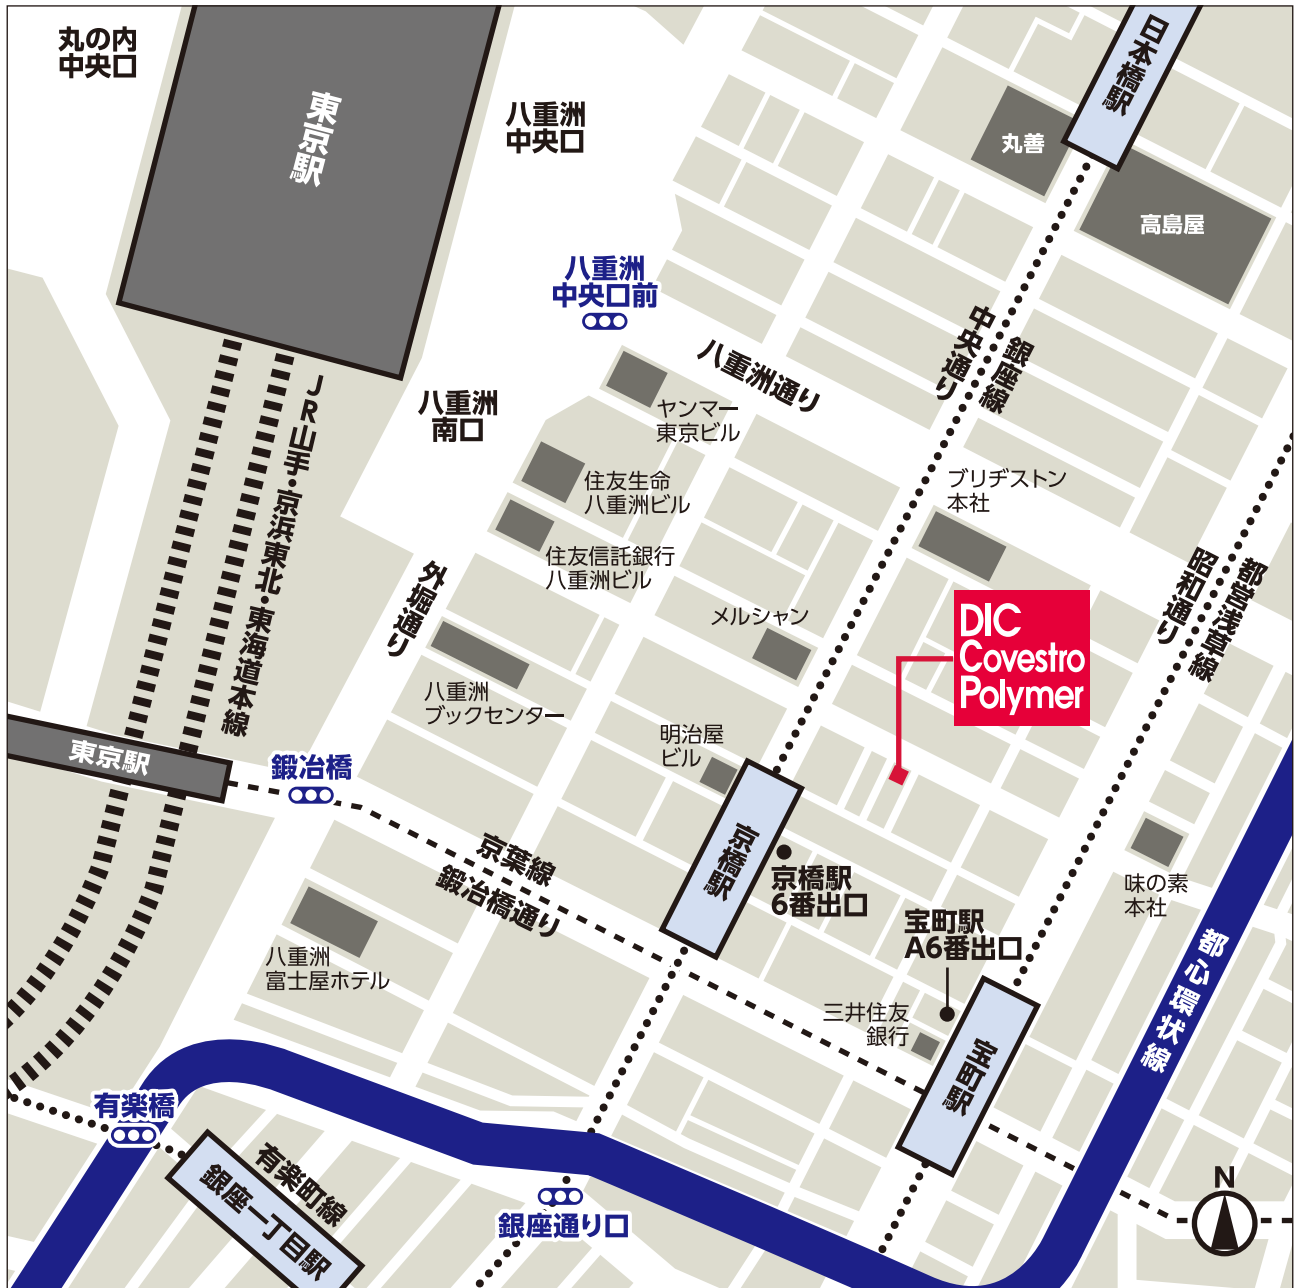 丸の内
中央口
東京駅
八重洲
中央口
日本橋駅
丸善
高島屋
八重洲
中央口前
中央通り
銀座線
八重洲通り
八重洲
南口
ヤンマー
東京ビル
JR山手・京浜東北・東海道本線
住友生命
八重洲ビル
ブリヂストン
本社
住友信託銀行
八重洲ビル
外堀通り
昭和通り
都営浅草線
メルシャン
DIC
Covestro
Polymer
八重洲
ブックセンター
明治屋
ビル
東京駅
鍛冶橋
京葉線
鍛冶橋通り
京橋駅
京橋駅
6番出口
味の素
本社
宝町駅
A6番出口
八重洲
富士屋ホテル
都心環状線
三井住友
銀行
宝町駅
有楽橋
有楽町線
銀座一丁目駅
銀座通り口
N